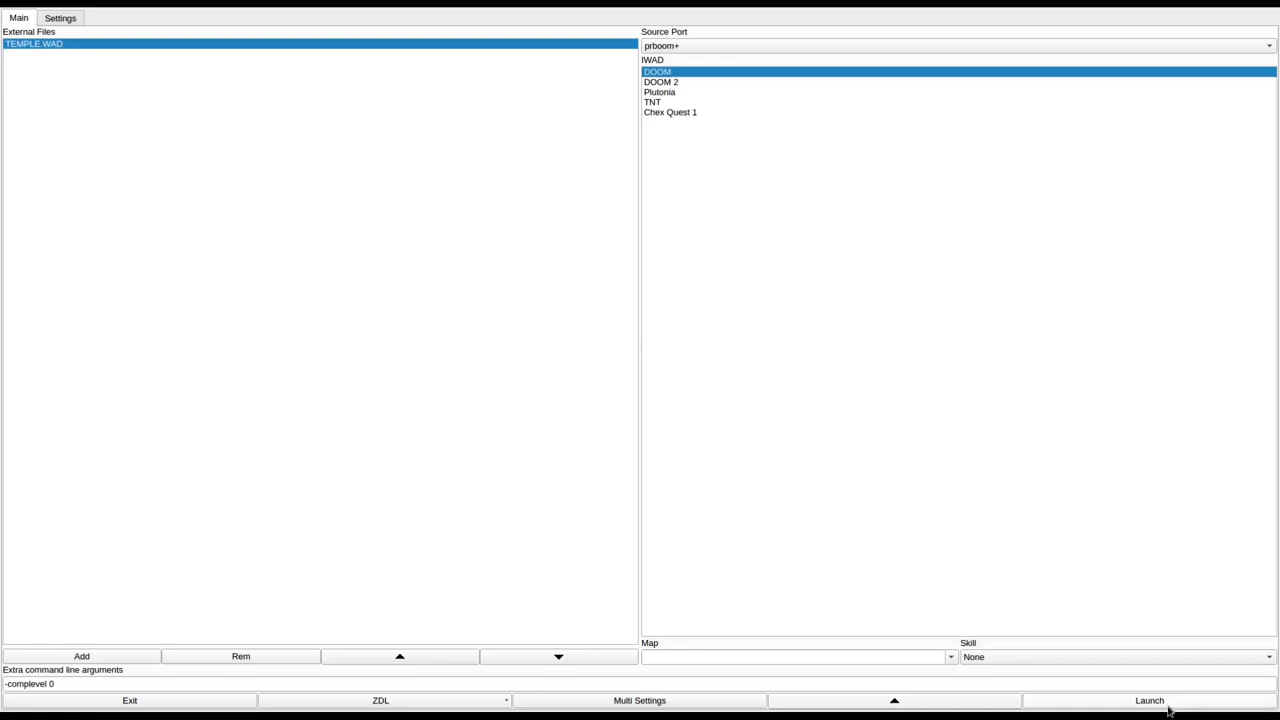 Main Settings
External Files
TEMPLE.WAD
Source Port
prboom+
IWAD
DOOM
DOOM 2
Plutonia
TNT
Chex Quest 1
Map Skill
None
Add Rem
Extra command line arguments
-complevel 0
Exit ZDL Multi Settings Launch